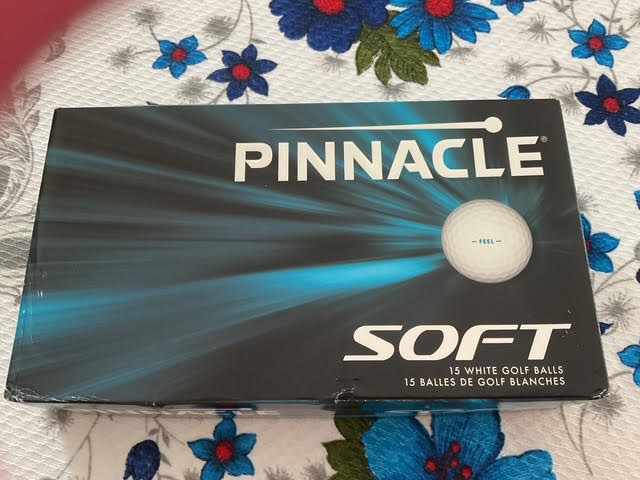 PINNACLE®
— FEEL —
SOFT
15 WHITE GOLF BALLS
15 BALLES DE GOLF BLANCHES